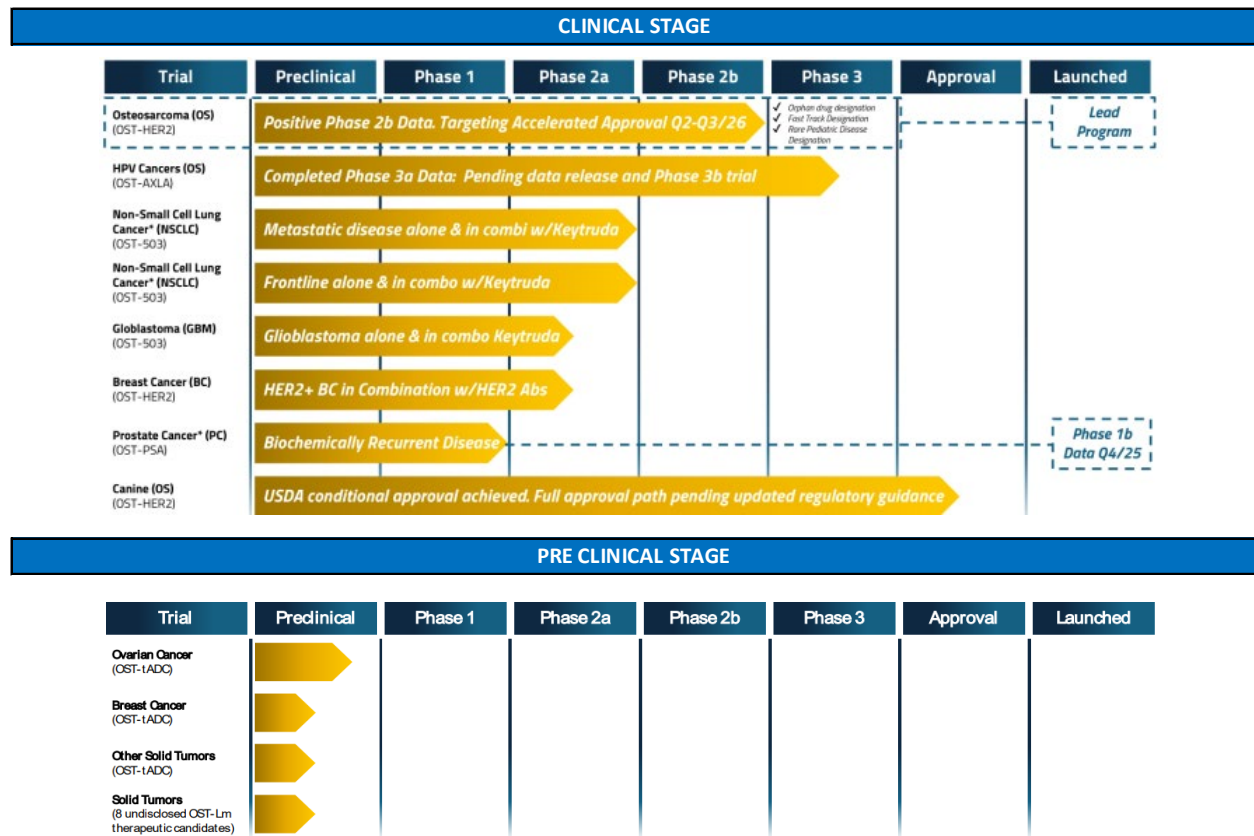 CLINICAL STAGE
Trial
Preclinical
Phase 1
Phase 2a
Phase 2b
Phase 3
Approval
Launched
Osteosarcoma (OS)
(OST-HER2)
Positive Phase 2b Data. Targeting Accelerated Approval Q2-Q3/26
✓ Orphan drug designation
✓ Fast Track Designation
✓ Rare Pediatric Disease
Designation
Lead
Program
HPV Cancers (OS)
(OST-AXLA)
Completed Phase 3a Data: Pending data release and Phase 3b trial
Non-Small Cell Lung
Cancer* (NSCLC)
(OST-503)
Metastatic disease alone & in combi w/Keytruda
Non-Small Cell Lung
Cancer* (NSCLC)
(OST-503)
Frontline alone & in combo w/Keytruda
Globlastoma (GBM)
(OST-503)
Glioblastoma alone & in combo Keytruda
Breast Cancer (BC)
(OST-HER2)
HER2+ BC in Combination w/HER2 Abs
Prostate Cancer* (PC)
(OST-PSA)
Biochemically Recurrent Disease
Phase 1b
Data Q4/25
Canine (OS)
(OST-HER2)
USDA conditional approval achieved. Full approval path pending updated regulatory guidance
PRE CLINICAL STAGE
Trial
Preclinical
Phase 1
Phase 2a
Phase 2b
Phase 3
Approval
Launched
Ovarian Cancer
(OST-tADC)
Breast Cancer
(OST-tADC)
Other Solid Tumors
(OST-tADC)
Solid Tumors
(8 undisclosed OST-Lm
therapeutic candidates)